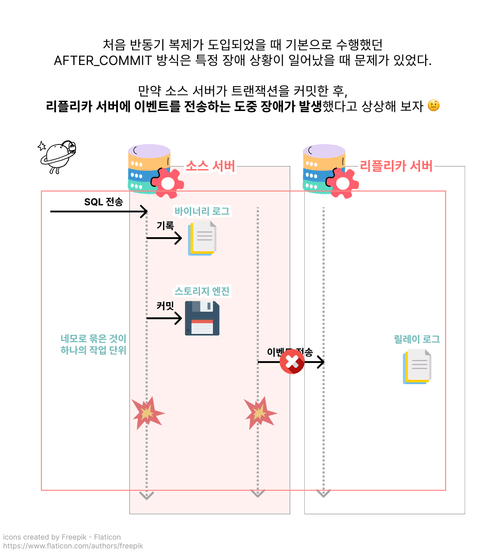 처음 반동기 복제가 도입되었을 때 기본으로 수행했던
AFTER_COMMIT 방식은 특정 장애 상황이 일어났을 때 문제가 있었다.
만약 소스 서버가 트랜잭션을 커밋한 후,
리플리카 서버에 이벤트를 전송하는 도중 장애가 발생했다고 상상해 보자 🤨
소스 서버
리플리카 서버
SQL 전송
바이너리 로그
기록
스토리지 엔진
커밋
네모로 묶은 것이
하나의 작업 단위
이벤트 전송
릴레이 로그
icons created by Freepik - Flaticon
https://www.flaticon.com/authors/freepik